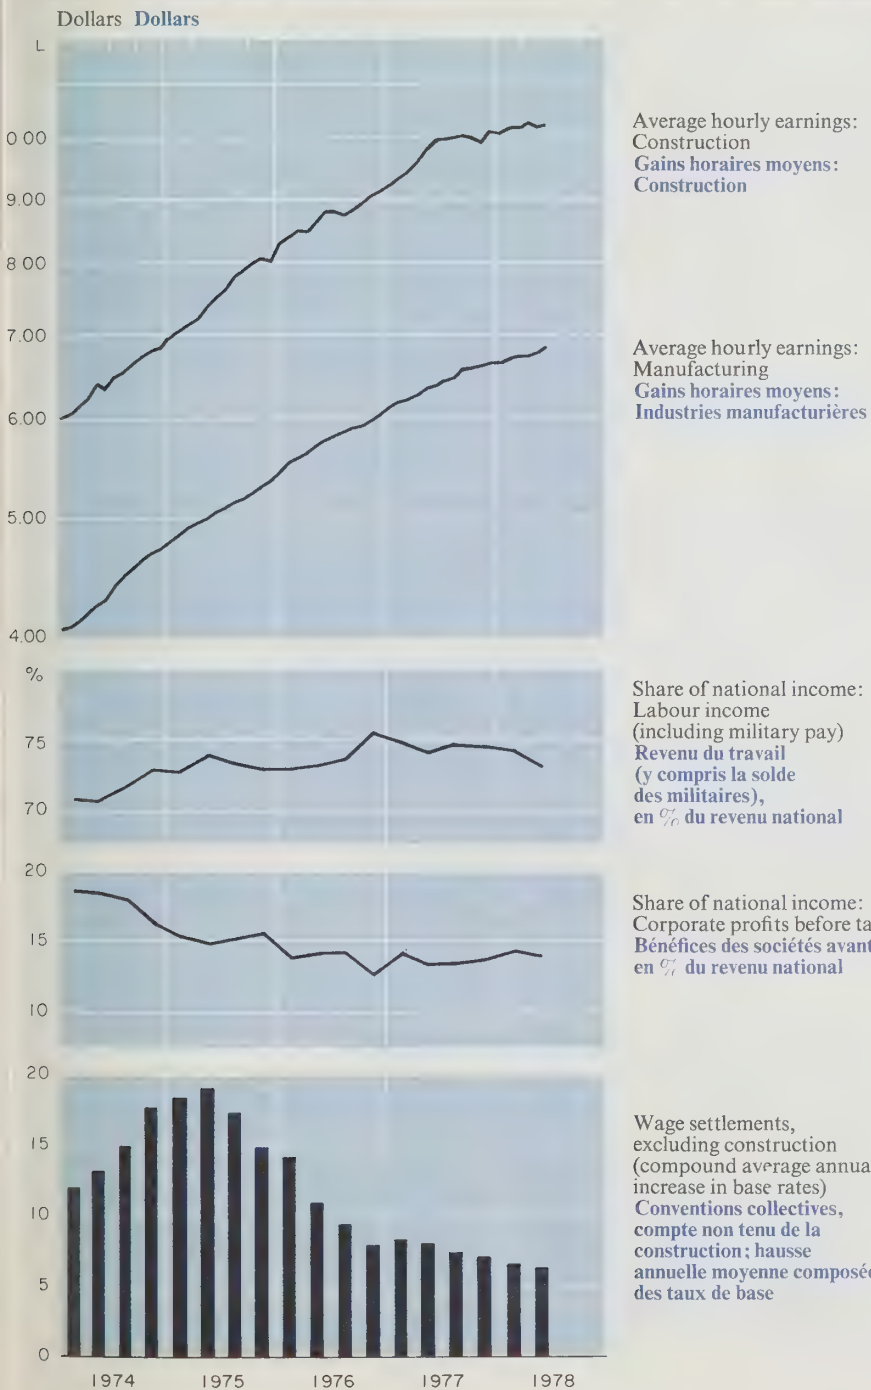 Dollars Dollars
L
0 00
9.00
8 00
7.00
6.00
5.00
4.00
Average hourly earnings:
Construction
Gains horaires moyens:
Construction
Average hourly earnings:
Manufacturing
Gains horaires moyens:
Industries manufacturières
%
75
70
Share of national income:
Labour income
(including military pay)
Revenu du travail
(y compris la solde
des militaires),
en % du revenu national
20
15
10
Share of national income:
Corporate profits before ta
Bénéfices des sociétés avant
en % du revenu national
20
15
10
5
0
Wage settlements,
excluding construction
(compound average annua
increase in base rates)
Conventions collectives,
compte non tenu de la
construction; hausse
annuelle moyenne composée
des taux de base
1974 1975 1976 1977 1978